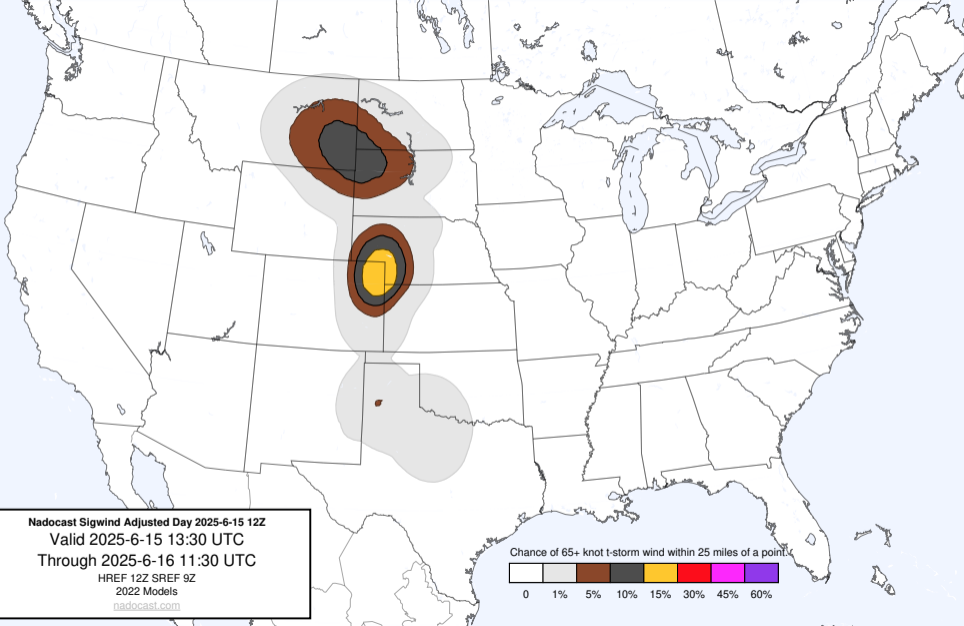 Nadocast Sigwind Adjusted Day 2025-6-15 12Z
Valid 2025-6-15 13:30 UTC
Through 2025-6-16 11:30 UTC
HREF 12Z SREF 9Z
2022 Models
nadocast.com
Chance of 65+ knot t-storm wind within 25 miles of a point.
0 1% 5% 10% 15% 30% 45% 60%